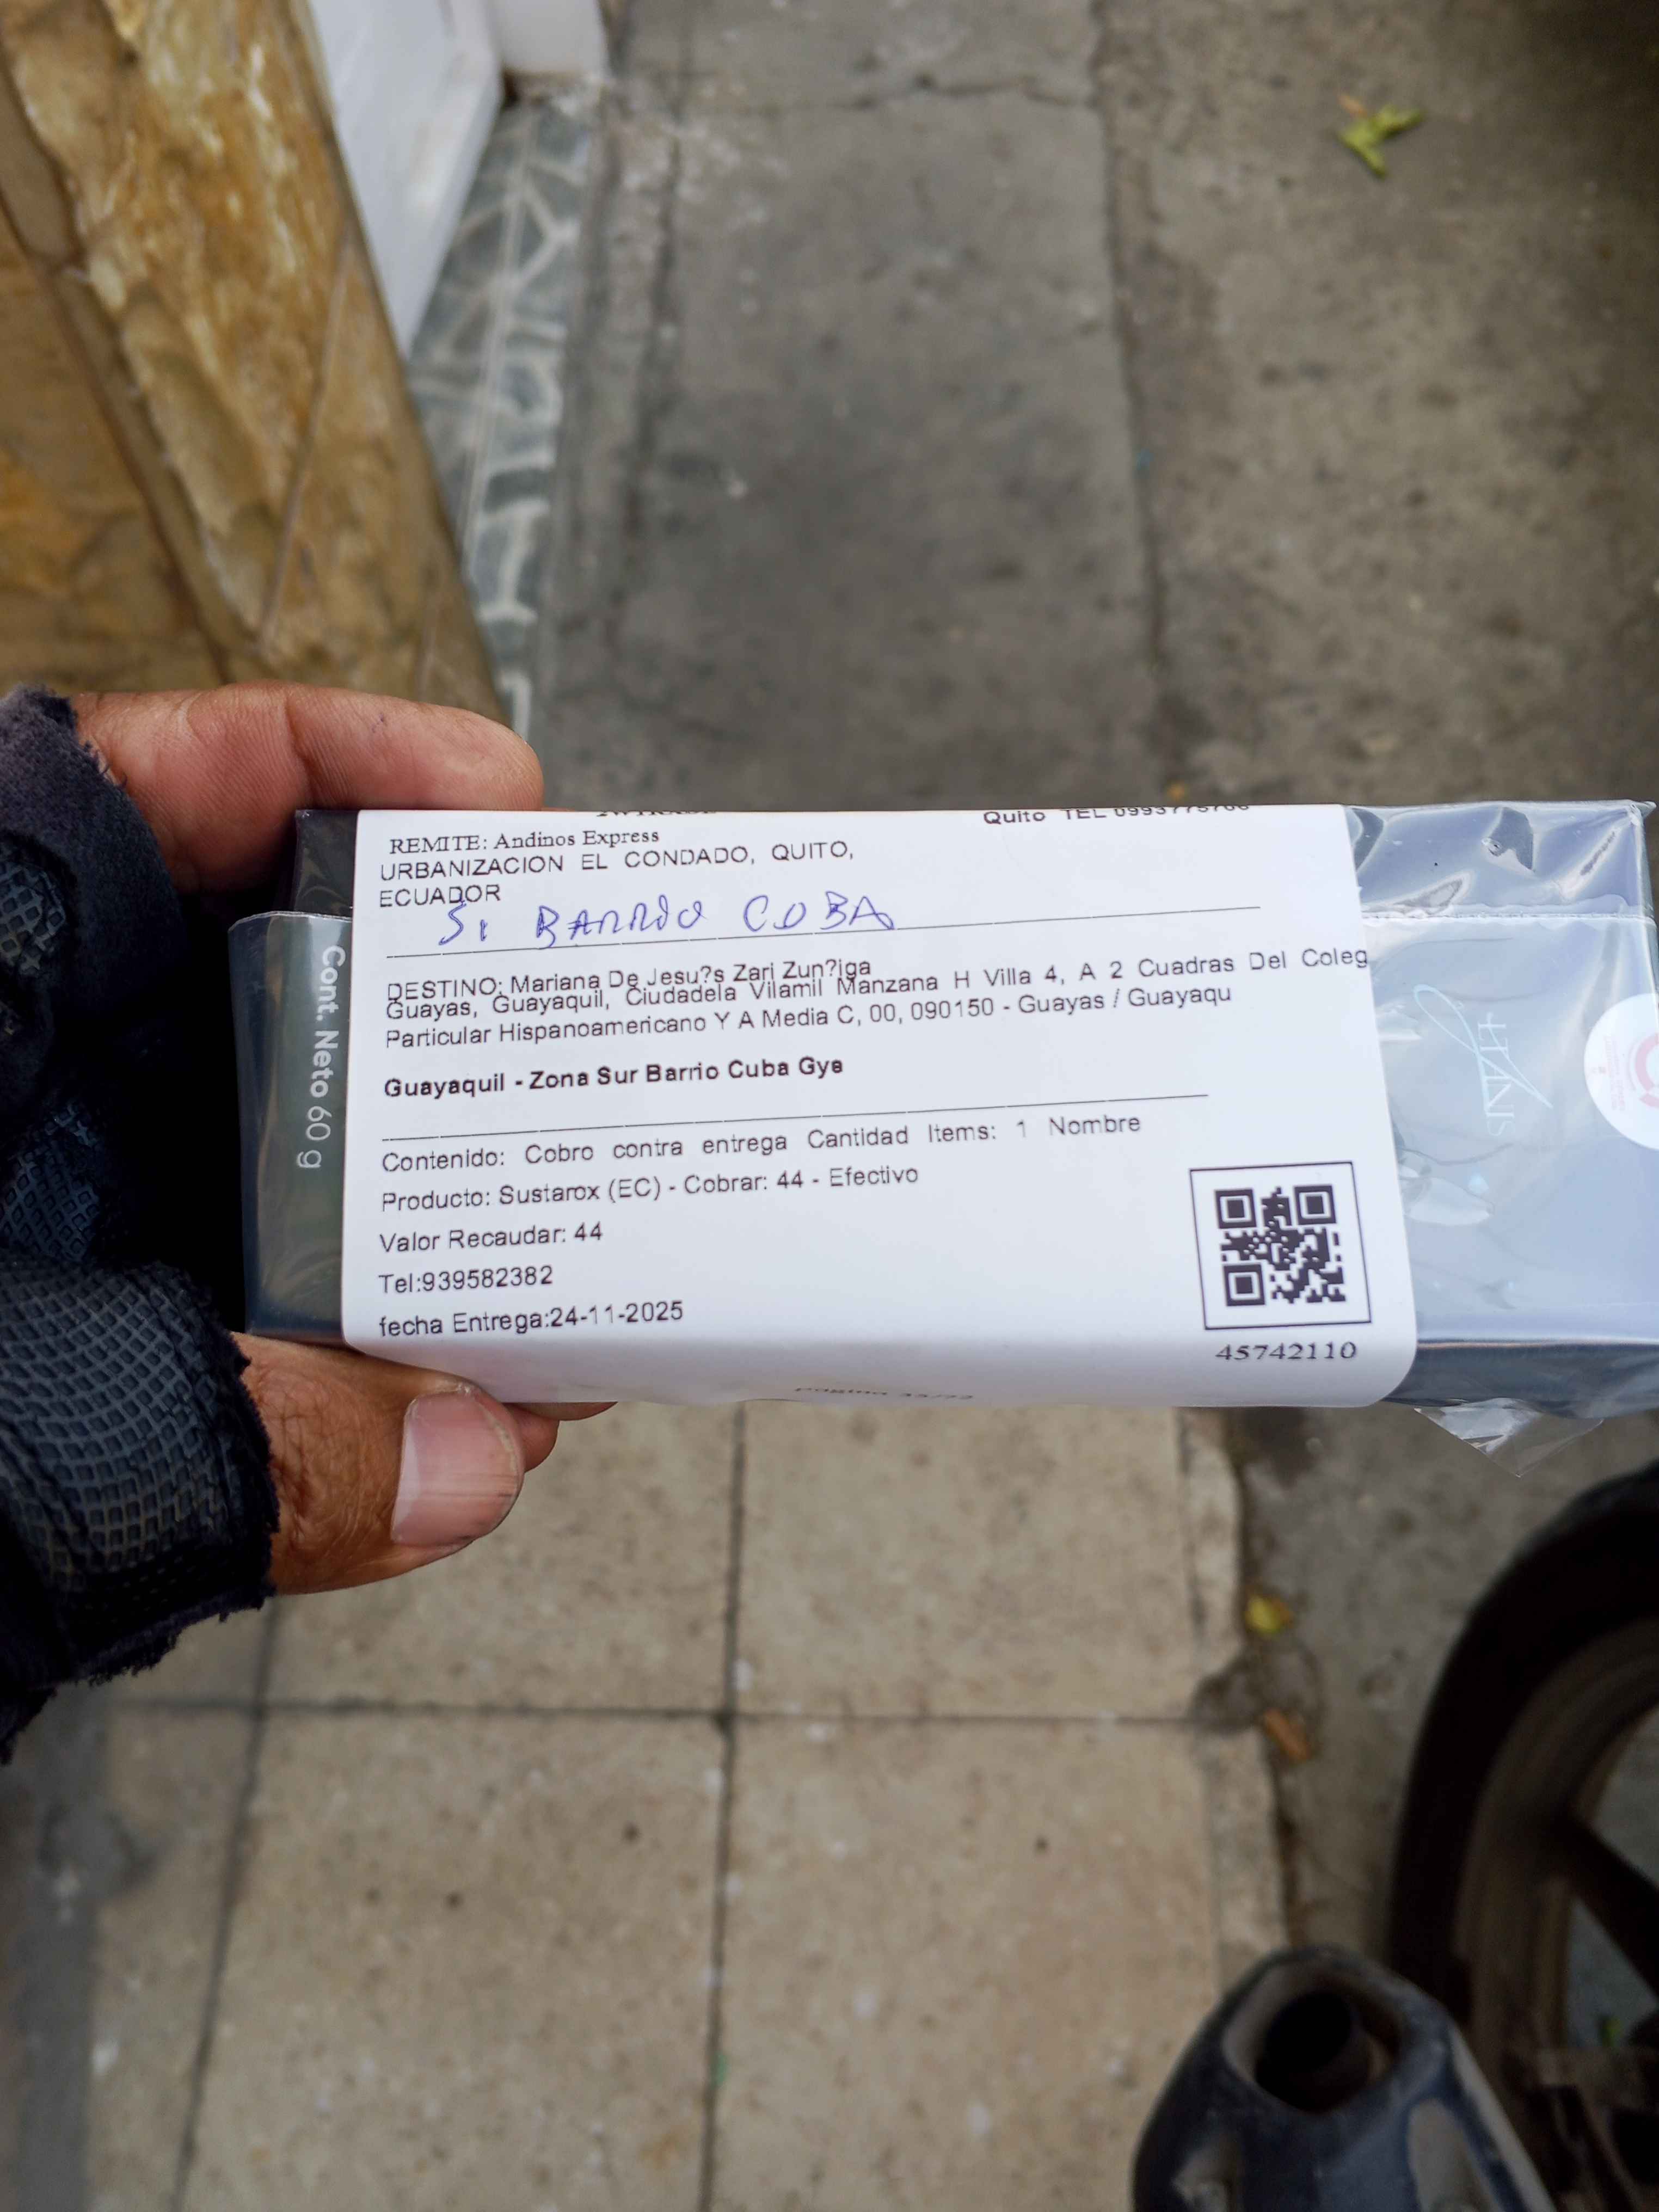 Quito TEL
REMITE: Andinos Express
URBANIZACION EL CONDADO, QUITO,
ECUADOR
SI BARRIO COBA
DESTINO: Mariana De Jesu?s Zari Zun?iga
Guayas, Guayaquil, Ciudadela Vilamil Manzana H Villa 4, A 2 Cuadras Del Coleg
Particular Hispanoamericano Y A Media C, 00, 090150 - Guayas / Guayaqu
Guayaquil - Zona Sur Barrio Cuba Gye
Contenido: Cobro contra entrega Cantidad Items: 1 Nombre
Producto: Sustarox (EC) - Cobrar: 44 - Efectivo
Valor Recaudar: 44
Tel:939582382
fecha Entrega:24-11-2025
45742110
Cont. Neto 60 g